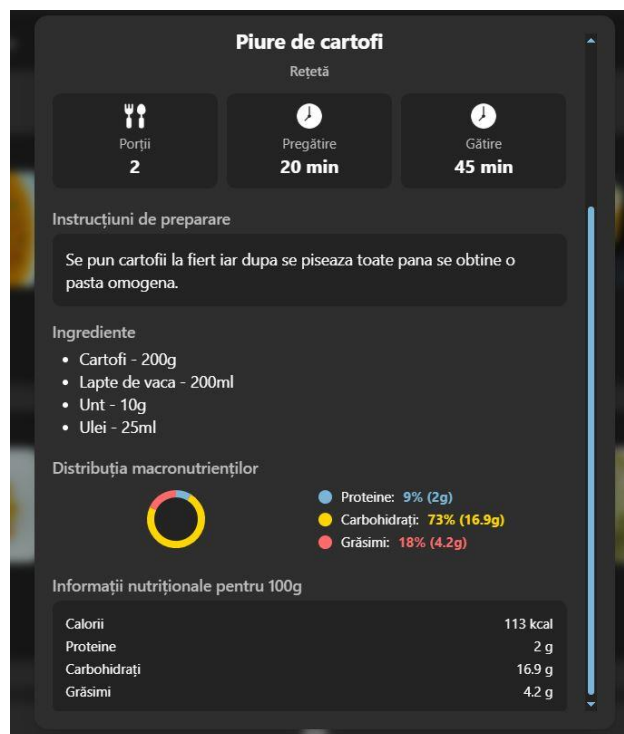 Piure de cartofi
Rețetă
Porții
2
Pregătire
20 min
Gătire
45 min
Instrucțiuni de preparare
Se pun cartofii la fiert iar dupa se piseaza toate pana se obtine o
pasta omogena.
Ingrediente
• Cartofi - 200g
• Lapte de vaca - 200ml
• Unt - 10g
• Ulei - 25ml
Distribuția macronutrienților
Proteine: 9% (2g)
Carbohidrați: 73% (16.9g)
Grăsimi: 18% (4.2g)
Informații nutriționale pentru 100g
Calorii 113 kcal
Proteine 2 g
Carbohidrați 16.9 g
Grăsimi 4.2 g